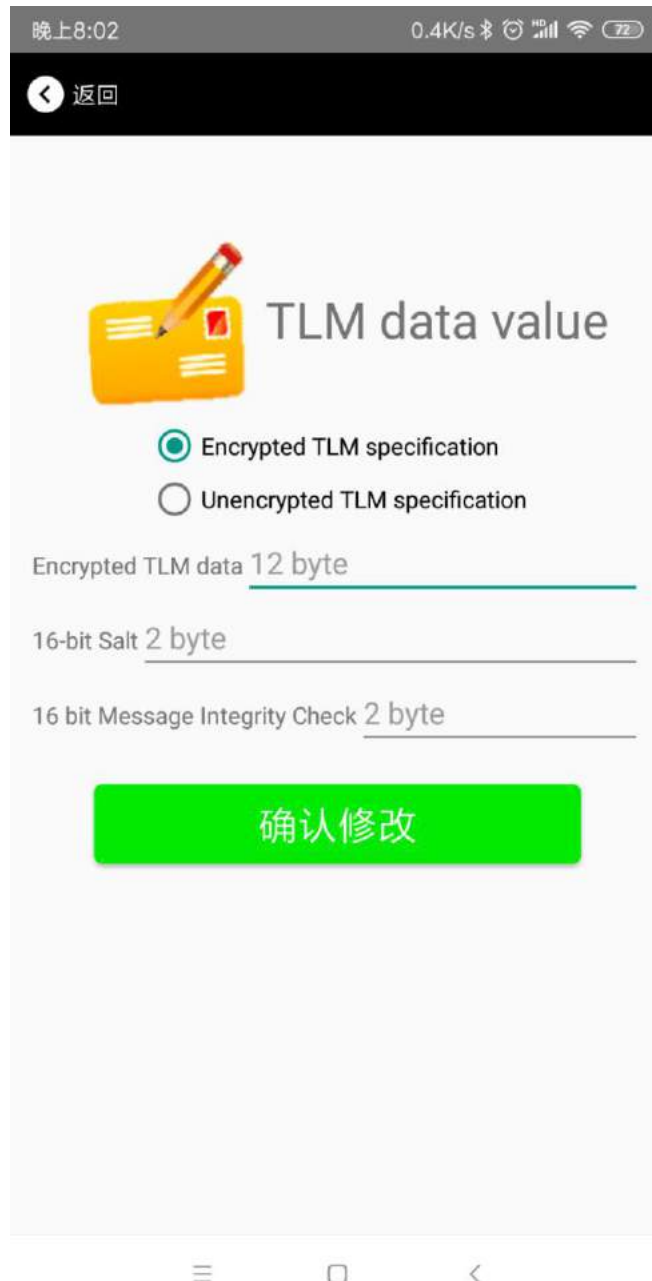 晚上8:02 0.4K/s HD 72
返回
TLM data value
Encrypted TLM specification
Unencrypted TLM specification
Encrypted TLM data 12 byte
16-bit Salt 2 byte
16 bit Message Integrity Check 2 byte
确认修改